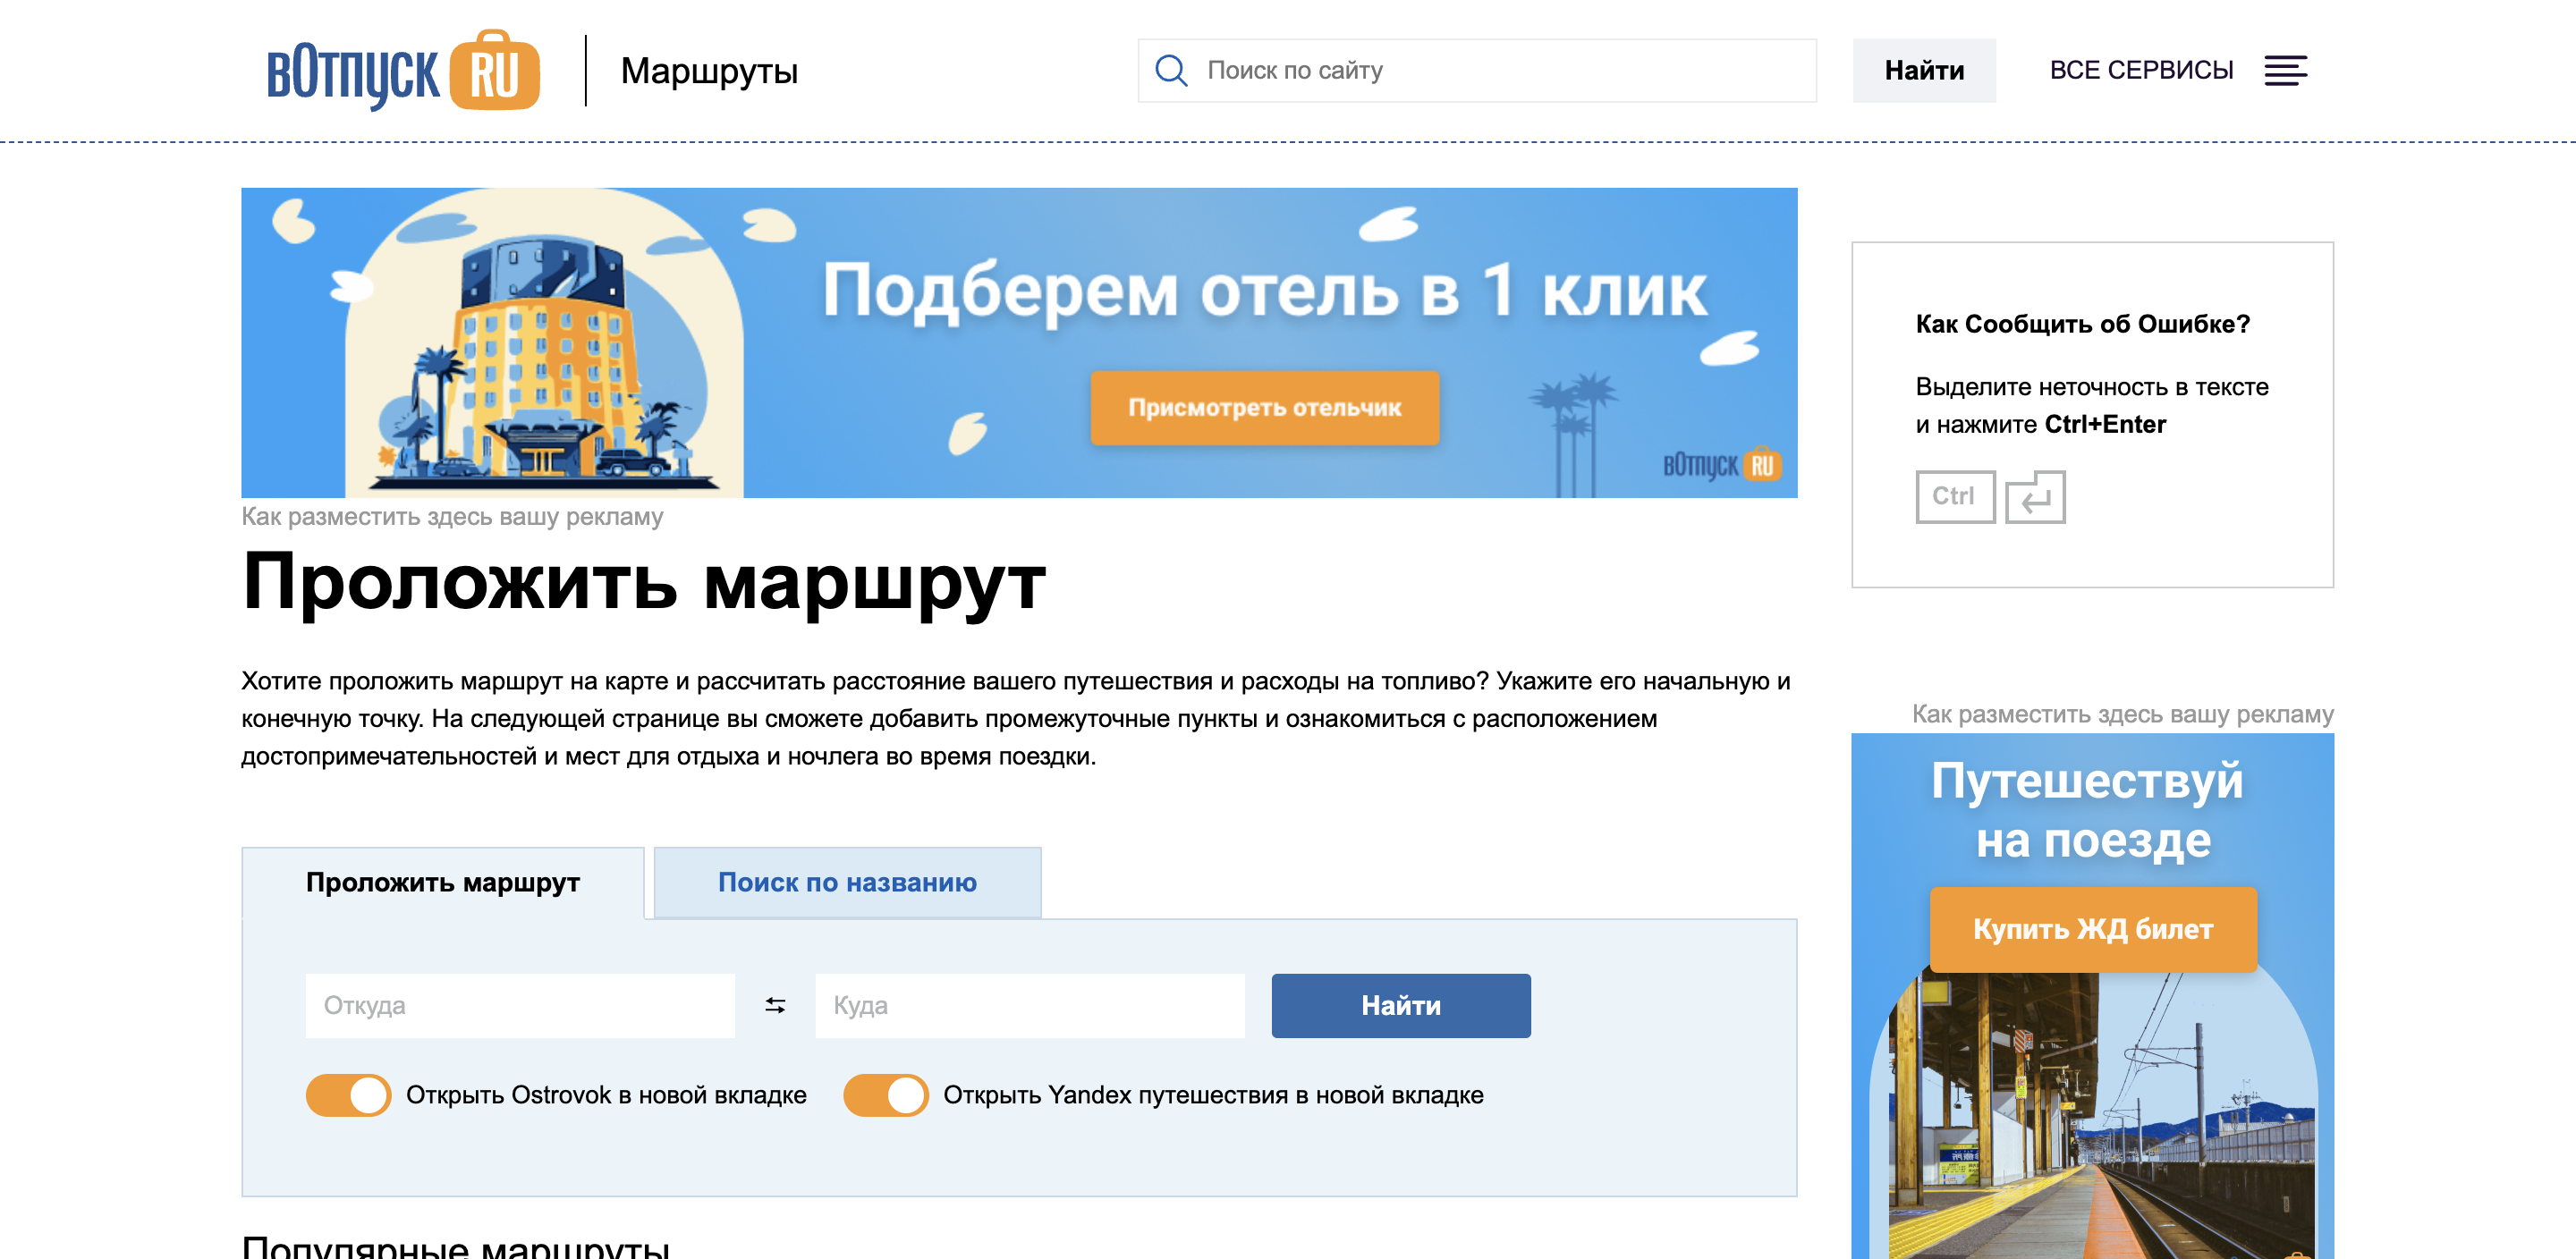 вОтпуск RU
Маршруты
Поиск по сайту
Найти
ВСЕ СЕРВИСЫ
Подберем отель в 1 клик
Присмотреть отельчик
вОтпуск RU
Как разместить здесь вашу рекламу
Проложить маршрут
Хотите проложить маршрут на карте и рассчитать расстояние вашего путешествия и расходы на топливо? Укажите его начальную и
конечную точку. На следующей странице вы сможете добавить промежуточные пункты и ознакомиться с расположением
достопримечательностей и мест для отдыха и ночлега во время поездки.
Проложить маршрут
Поиск по названию
Откуда
Куда
Найти
Открыть Ostrovok в новой вкладке
Открыть Yandex путешествия в новой вкладке
Популярные маршруты
Как Сообщить об Ошибке?
Выделите неточность в тексте
и нажмите Ctrl+Enter
Ctrl
Как разместить здесь вашу рекламу
Путешествуй
на поезде
Купить ЖД билет